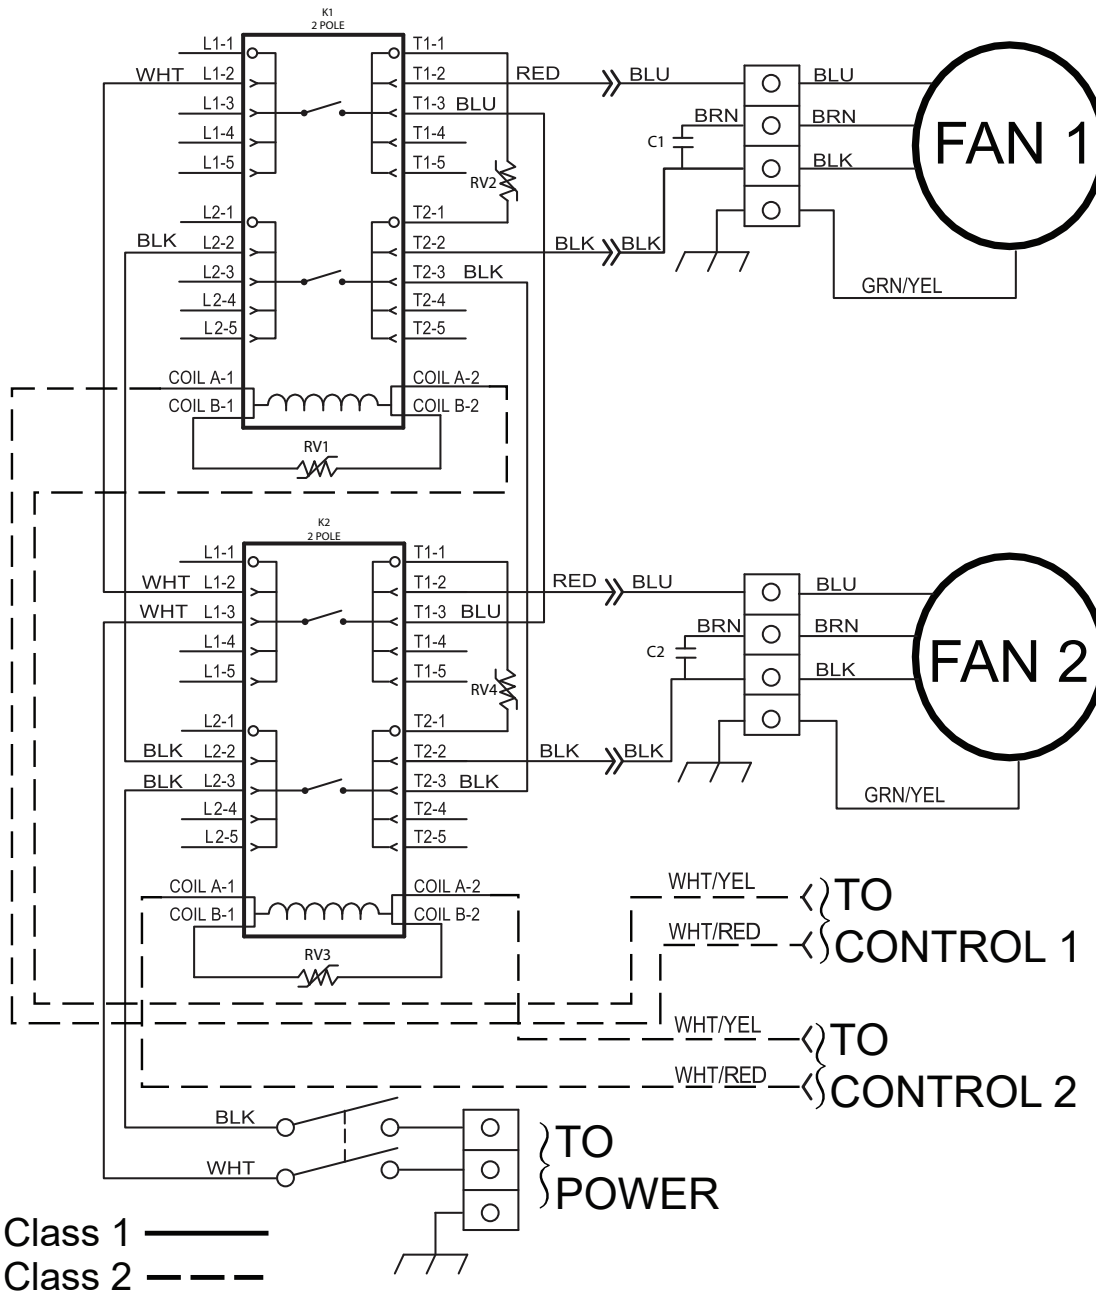 K1
2 POLE
L1-1 T1-1
WHT L1-2 T1-2 RED BLU BLU
L1-3 T1-3 BLU
BRN BRN
C1
L1-4 T1-4
L1-5 T1-5
BLK
RV2
FAN 1
L2-1 T2-1
BLK L2-2 T2-2 BLK BLK
L2-3 T2-3 BLK
GRN/YEL
L2-4 T2-4
L2-5 T2-5
COIL A-1 COIL A-2
COIL B-1 COIL B-2
RV1
K2
2 POLE
L1-1 T1-1
WHT L1-2 T1-2 RED BLU BLU
WHT L1-3 T1-3 BLU
BRN BRN
L1-4 T1-4
C2
L1-5 T1-5
BLK
RV4
FAN 2
L2-1 T2-1
BLK L2-2 T2-2 BLK BLK
BLK L2-3 T2-3 BLK
GRN/YEL
L2-4 T2-4
L2-5 T2-5
COIL A-1 COIL A-2
COIL B-1 COIL B-2
RV3
WHT/YEL
WHT/RED
TO
CONTROL 1
WHT/YEL
WHT/RED
TO
CONTROL 2
BLK
WHT
TO
POWER
Class 1
Class 2